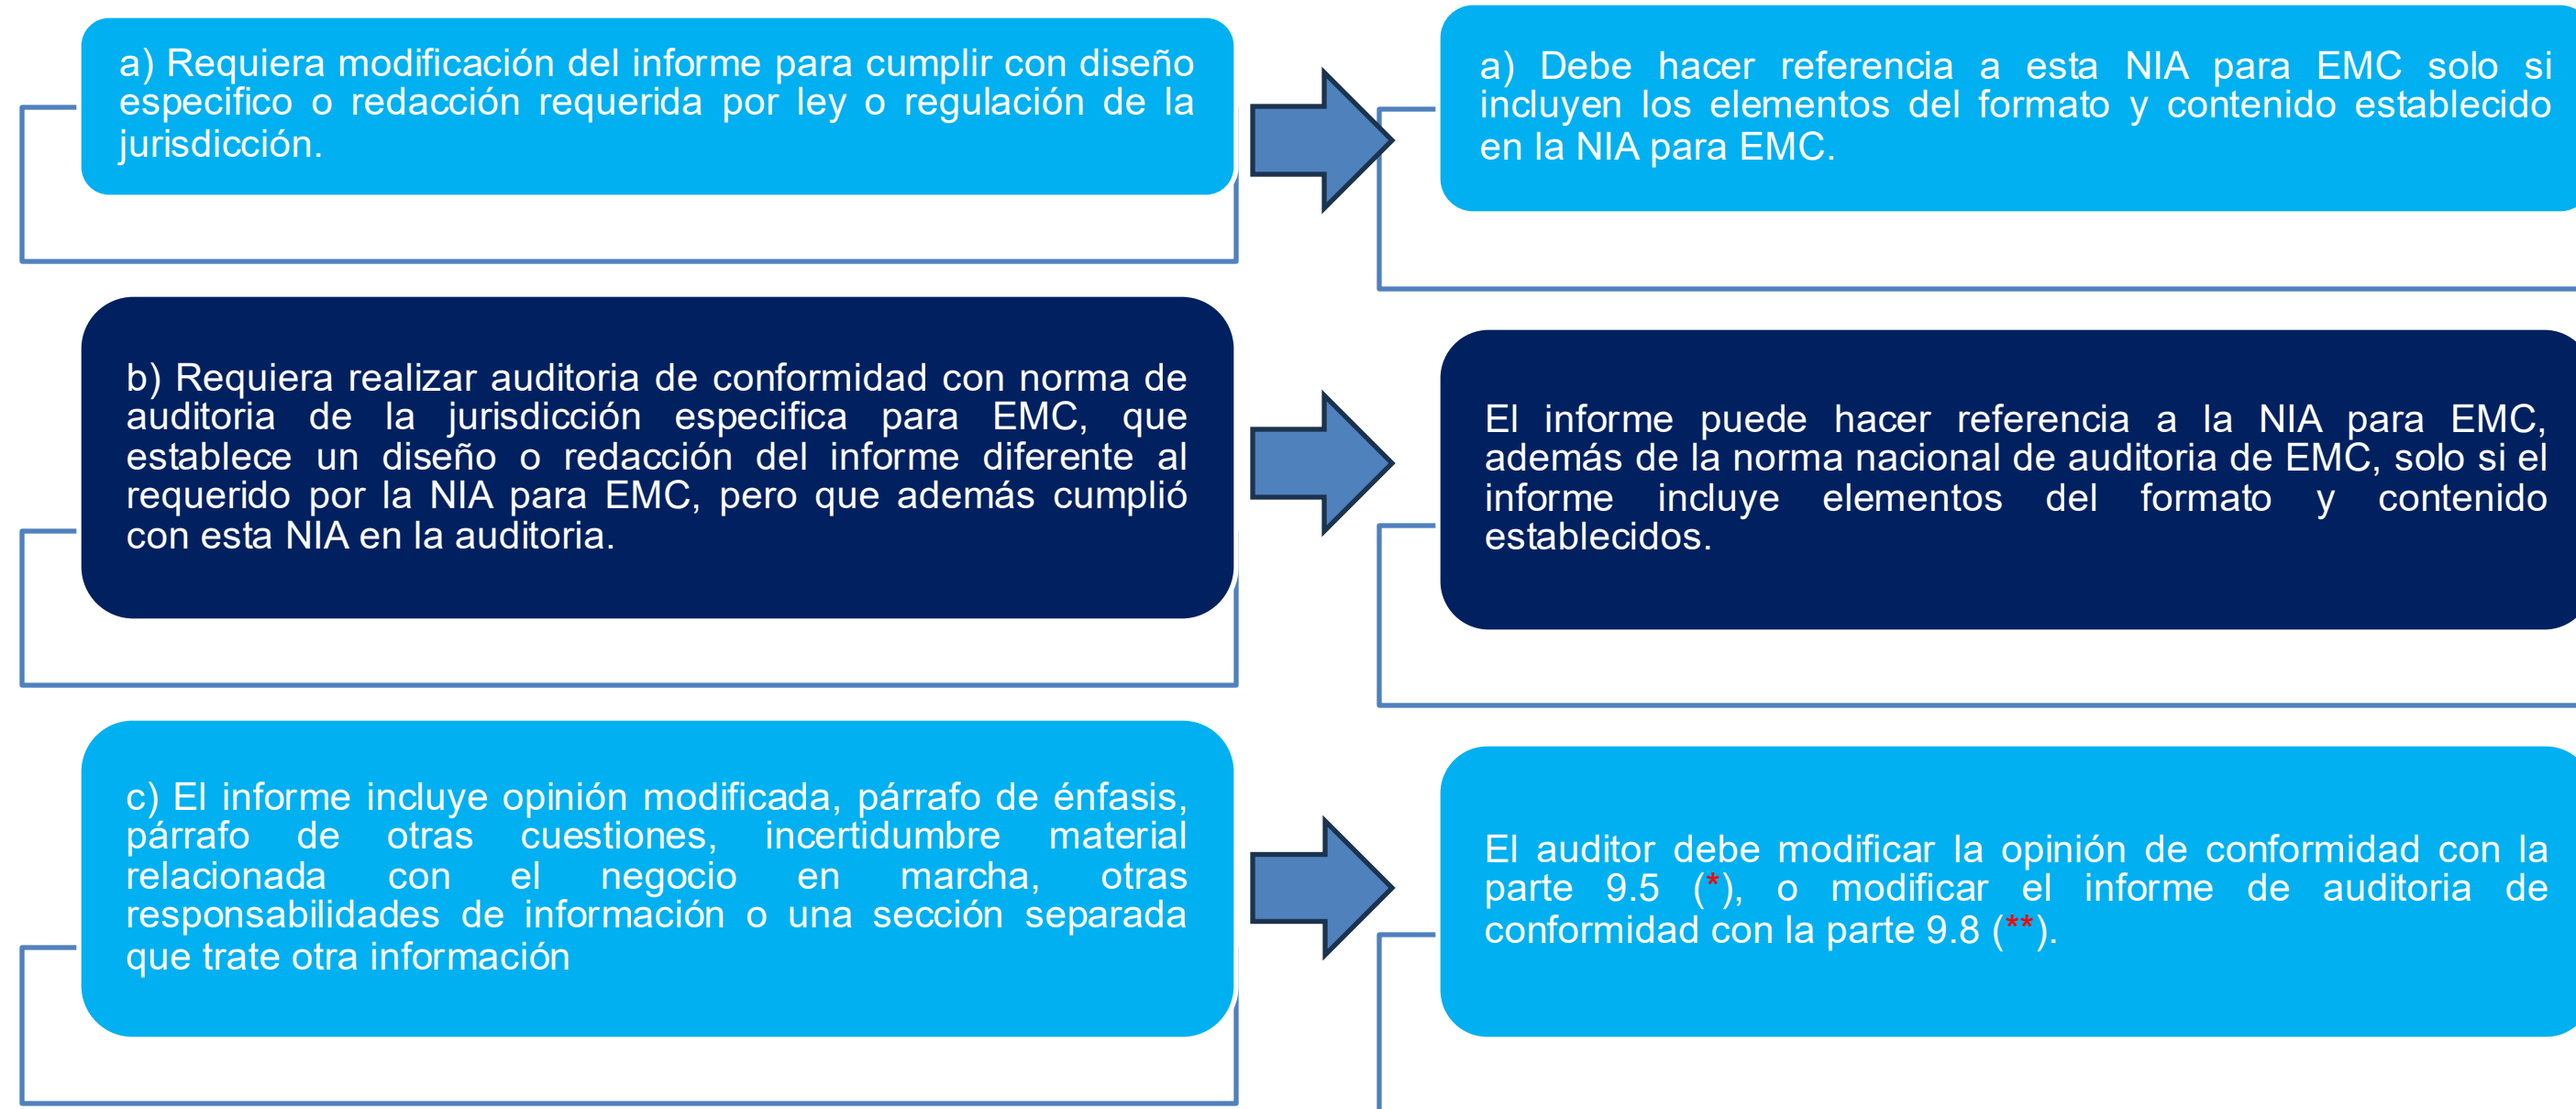 a) Requiera modificación del informe para cumplir con diseño
especifico o redacción requerida por ley o regulación de la
jurisdicción.
a) Debe hacer referencia a esta NIA para EMC solo si
incluyen los elementos del formato y contenido establecido
en la NIA para EMC.
b) Requiera realizar auditoria de conformidad con norma de
auditoria de la jurisdicción especifica para EMC, que
establece un diseño o redacción del informe diferente al
requerido por la NIA para EMC, pero que además cumplió
con esta NIA en la auditoria.
El informe puede hacer referencia a la NIA para EMC,
además de la norma nacional de auditoria de EMC, solo si el
informe incluye elementos del formato y contenido
establecidos.
c) El informe incluye opinión modificada, párrafo de énfasis,
párrafo de otras cuestiones, incertidumbre material
relacionada con el negocio en marcha, otras
responsabilidades de información o una sección separada
que trate otra información
El auditor debe modificar la opinión de conformidad con la
parte 9.5 (*), o modificar el informe de auditoria de
conformidad con la parte 9.8 (**).